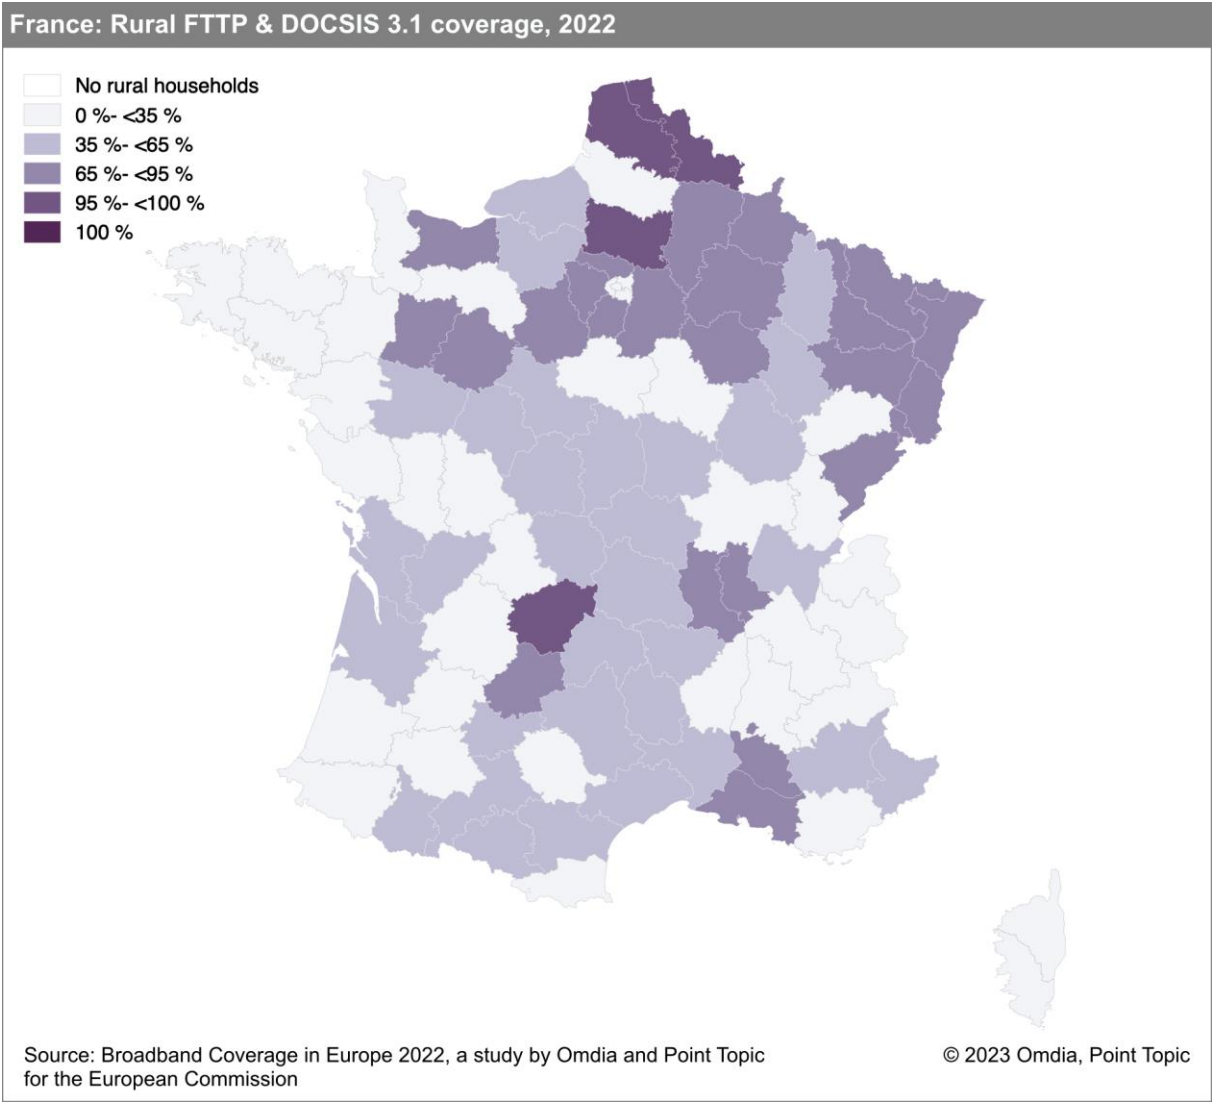 France: Rural FTTP & DOCSIS 3.1 coverage, 2022
No rural households
0 %- <35 %
35 %- <65 %
65 %- <95 %
95 %- <100 %
100 %
Source: Broadband Coverage in Europe 2022, a study by Omdia and Point Topic
for the European Commission
© 2023 Omdia, Point Topic